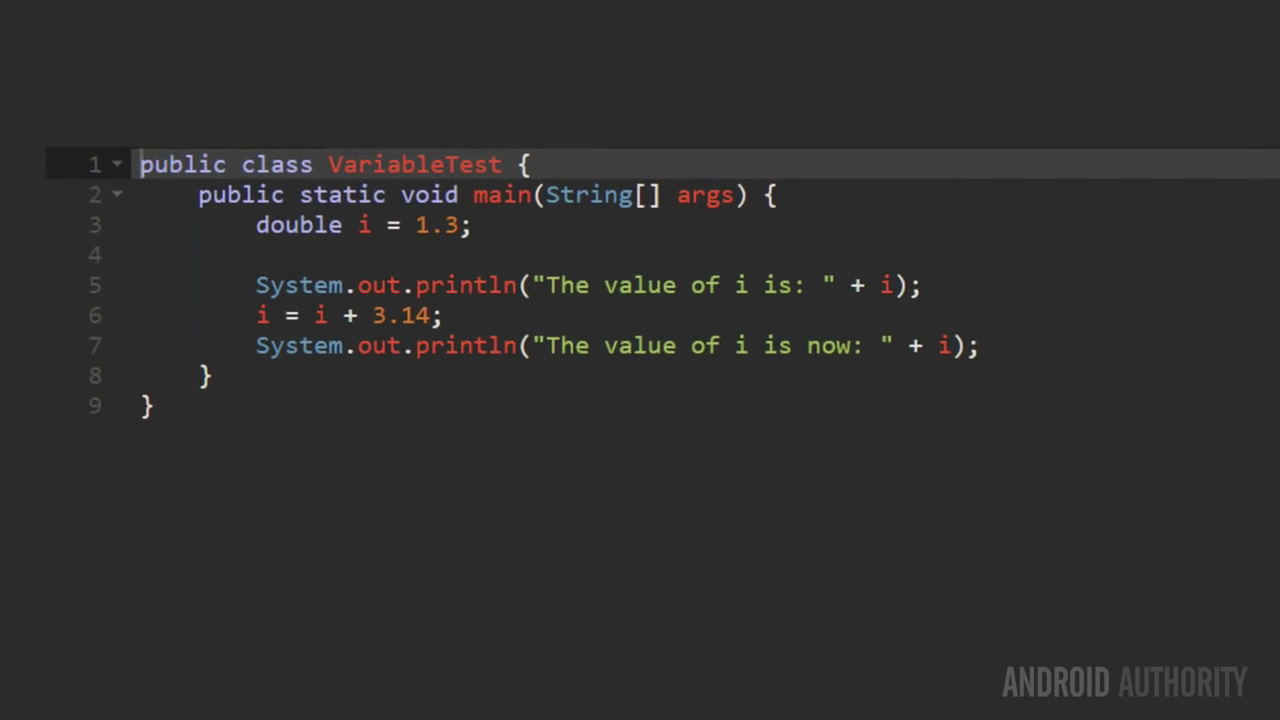 1 public class VariableTest {
2 public static void main(String[] args) {
3 double i = 1.3;
4
5 System.out.println("The value of i is: " + i);
6 i = i + 3.14;
7 System.out.println("The value of i is now: " + i);
8 }
9 }
ANDROID AUTHORITY